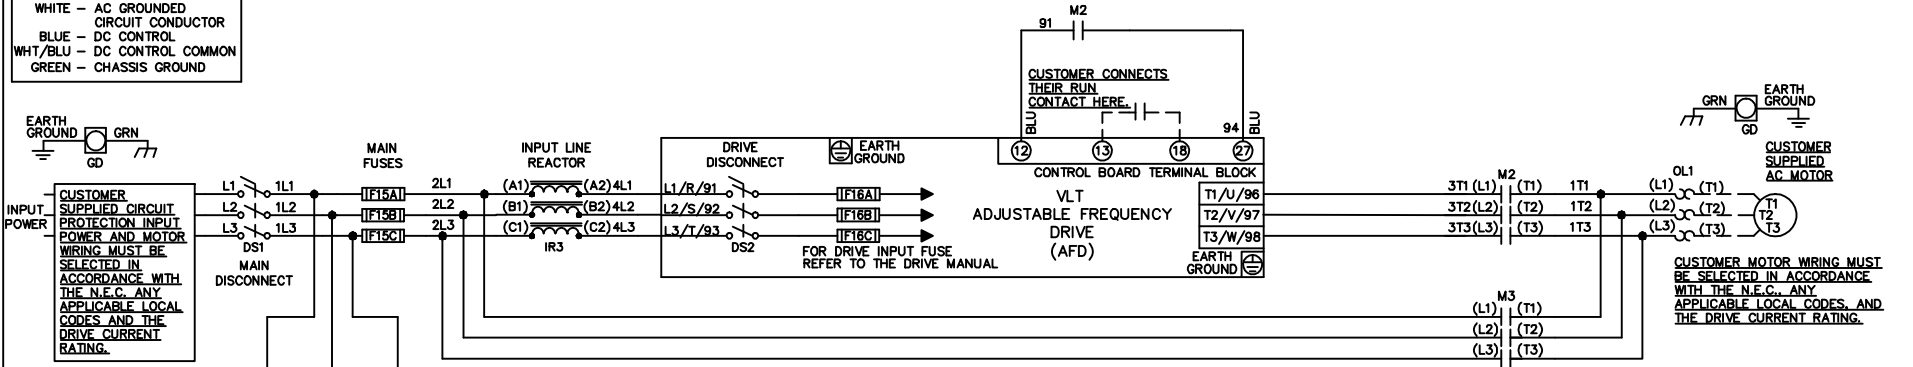 WHITE – AC GROUNDED
CIRCUIT CONDUCTOR
BLUE – DC CONTROL
WHT/BLU – DC CONTROL COMMON
GREEN – CHASSIS GROUND
EARTH
GROUND
GRN
GD
INPUT
POWER
CUSTOMER
SUPPLIED CIRCUIT
PROTECTION INPUT
POWER AND MOTOR
WIRING MUST BE
SELECTED IN
ACCORDANCE WITH
THE N.E.C. ANY
APPLICABLE LOCAL
CODES AND THE
DRIVE CURRENT
RATING.
L1
L2
L3
DS1
MAIN
DISCONNECT
1L1
1L2
1L3
MAIN
FUSES
F15A
F15B
F15C
2L1
2L2
2L3
INPUT LINE
REACTOR
(A1) (A2) 4L1
(B1) (B2) 4L2
(C1) (C2) 4L3
IR3
L1/R/91
L2/S/92
L3/T/93
DRIVE
DISCONNECT
DS2
EARTH
GROUND
F16A
F16B
F16C
FOR DRIVE INPUT FUSE
REFER TO THE DRIVE MANUAL
M2
91
CUSTOMER CONNECTS
THEIR RUN
CONTACT HERE.
BLU
94
BLU
12 13 18 27
CONTROL BOARD TERMINAL BLOCK
VLT
ADJUSTABLE FREQUENCY
DRIVE
(AFD)
T1/U/96
T2/V/97
T3/W/98
EARTH
GROUND
M2
3T1 (L1) (T1) 1T1
3T2(L2) (T2) 1T2
3T3(L3) (T3) 1T3
M3
(L1) (T1)
(L2) (T2)
(L3) (T3)
GRN
GD
EARTH
GROUND
CUSTOMER
SUPPLIED
AC MOTOR
OL1
(L1) (T1)
(L2) (T2)
(L3) (T3)
T1
T2
T3
CUSTOMER MOTOR WIRING MUST
BE SELECTED IN ACCORDANCE
WITH THE N.E.C., ANY
APPLICABLE LOCAL CODES, AND
THE DRIVE CURRENT RATING.